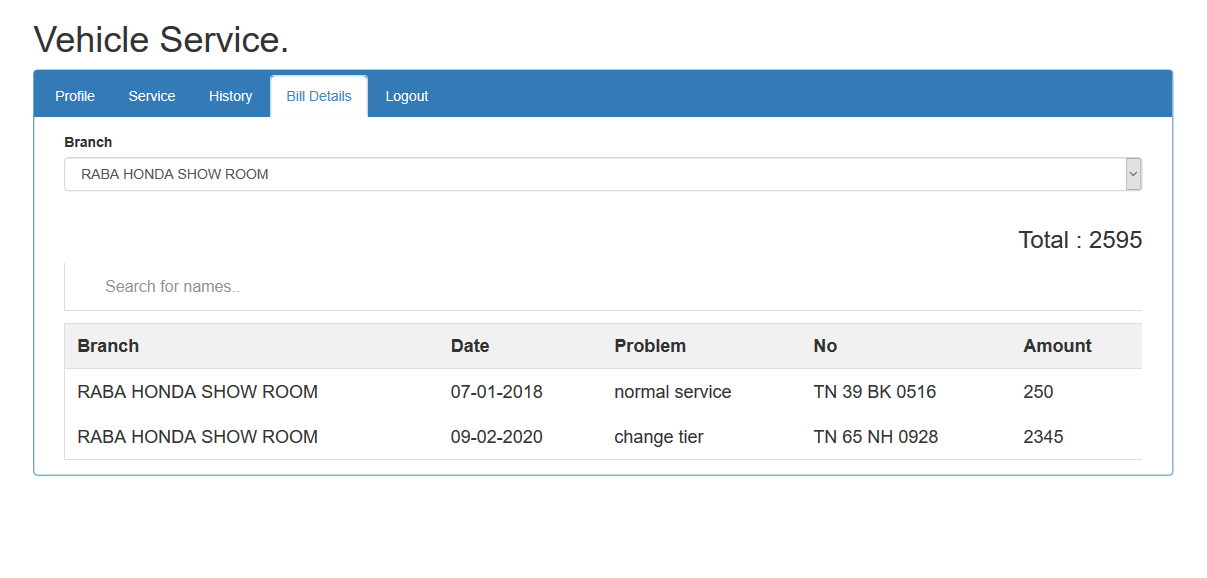 Vehicle Service.
Profile Service History Bill Details Logout
Branch
RABA HONDA SHOW ROOM
Total : 2595
Search for names..
Branch Date Problem No Amount
RABA HONDA SHOW ROOM 07-01-2018 normal service TN 39 BK 0516 250
RABA HONDA SHOW ROOM 09-02-2020 change tier TN 65 NH 0928 2345